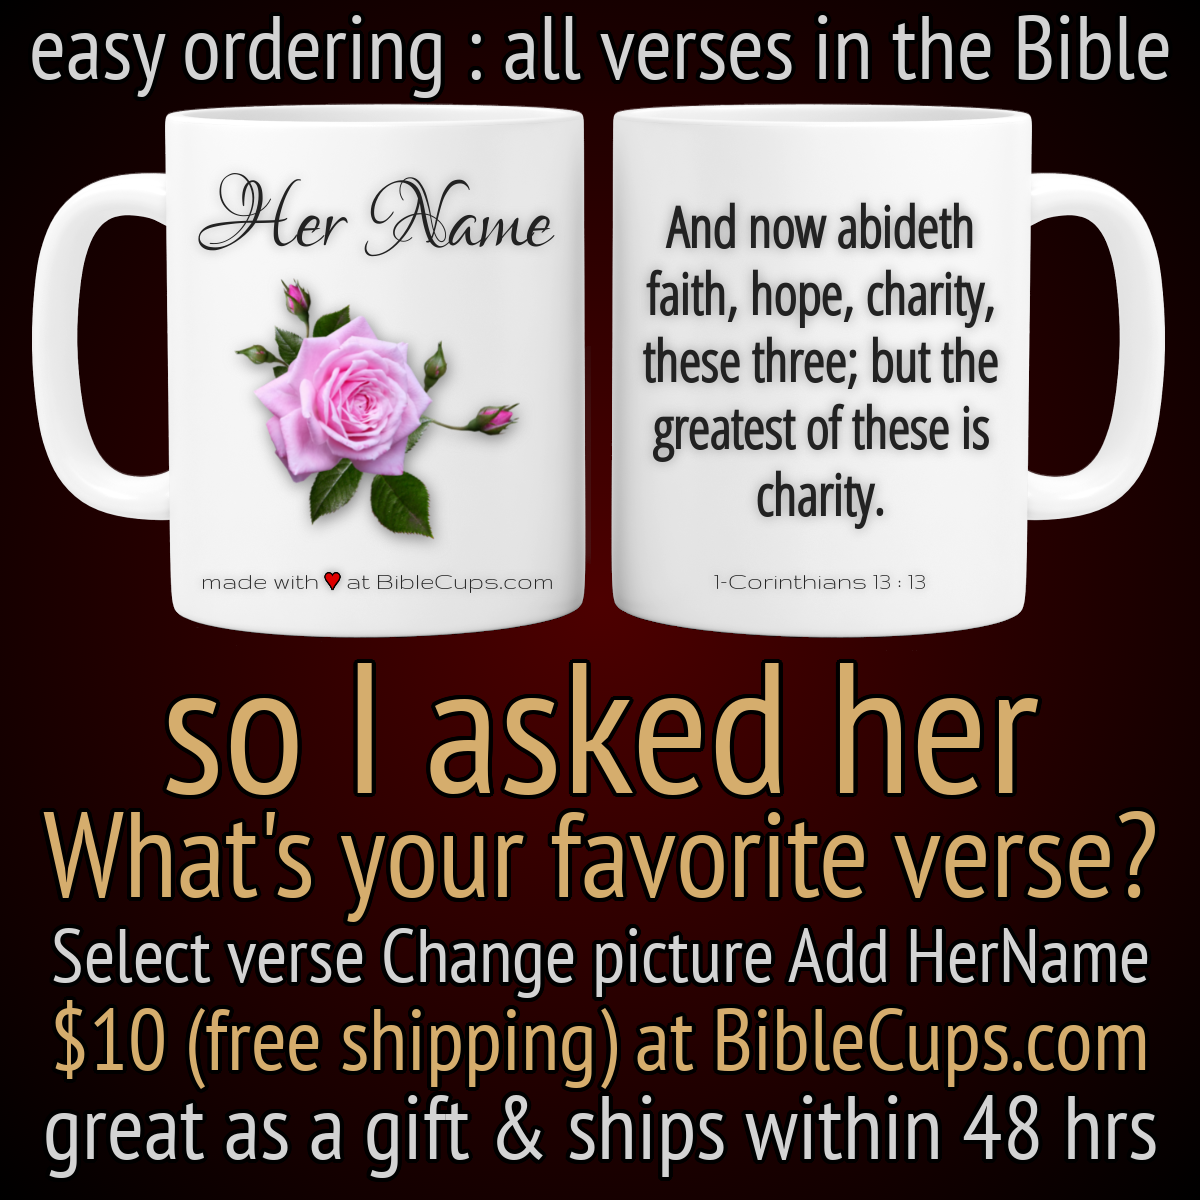 easy ordering : all verses in the Bible
Her Name
made with ♥ at BibleCups.com
And now abideth
faith, hope, charity,
these three; but the
greatest of these is
charity.
1-Corinthians 13 : 13
so I asked her
What's your favorite verse?
Select verse Change picture Add HerName
$10 (free shipping) at BibleCups.com
great as a gift & ships within 48 hrs